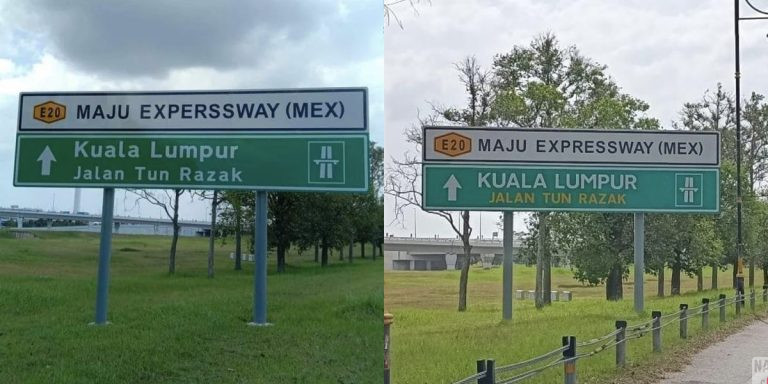 E20 MAJU EXPERSSWAY (MEX)
Kuala Lumpur
Jalan Tun Razak
E20 MAJU EXPRESSWAY (MEX)
KUALA LUMPUR
JALAN TUN RAZAK